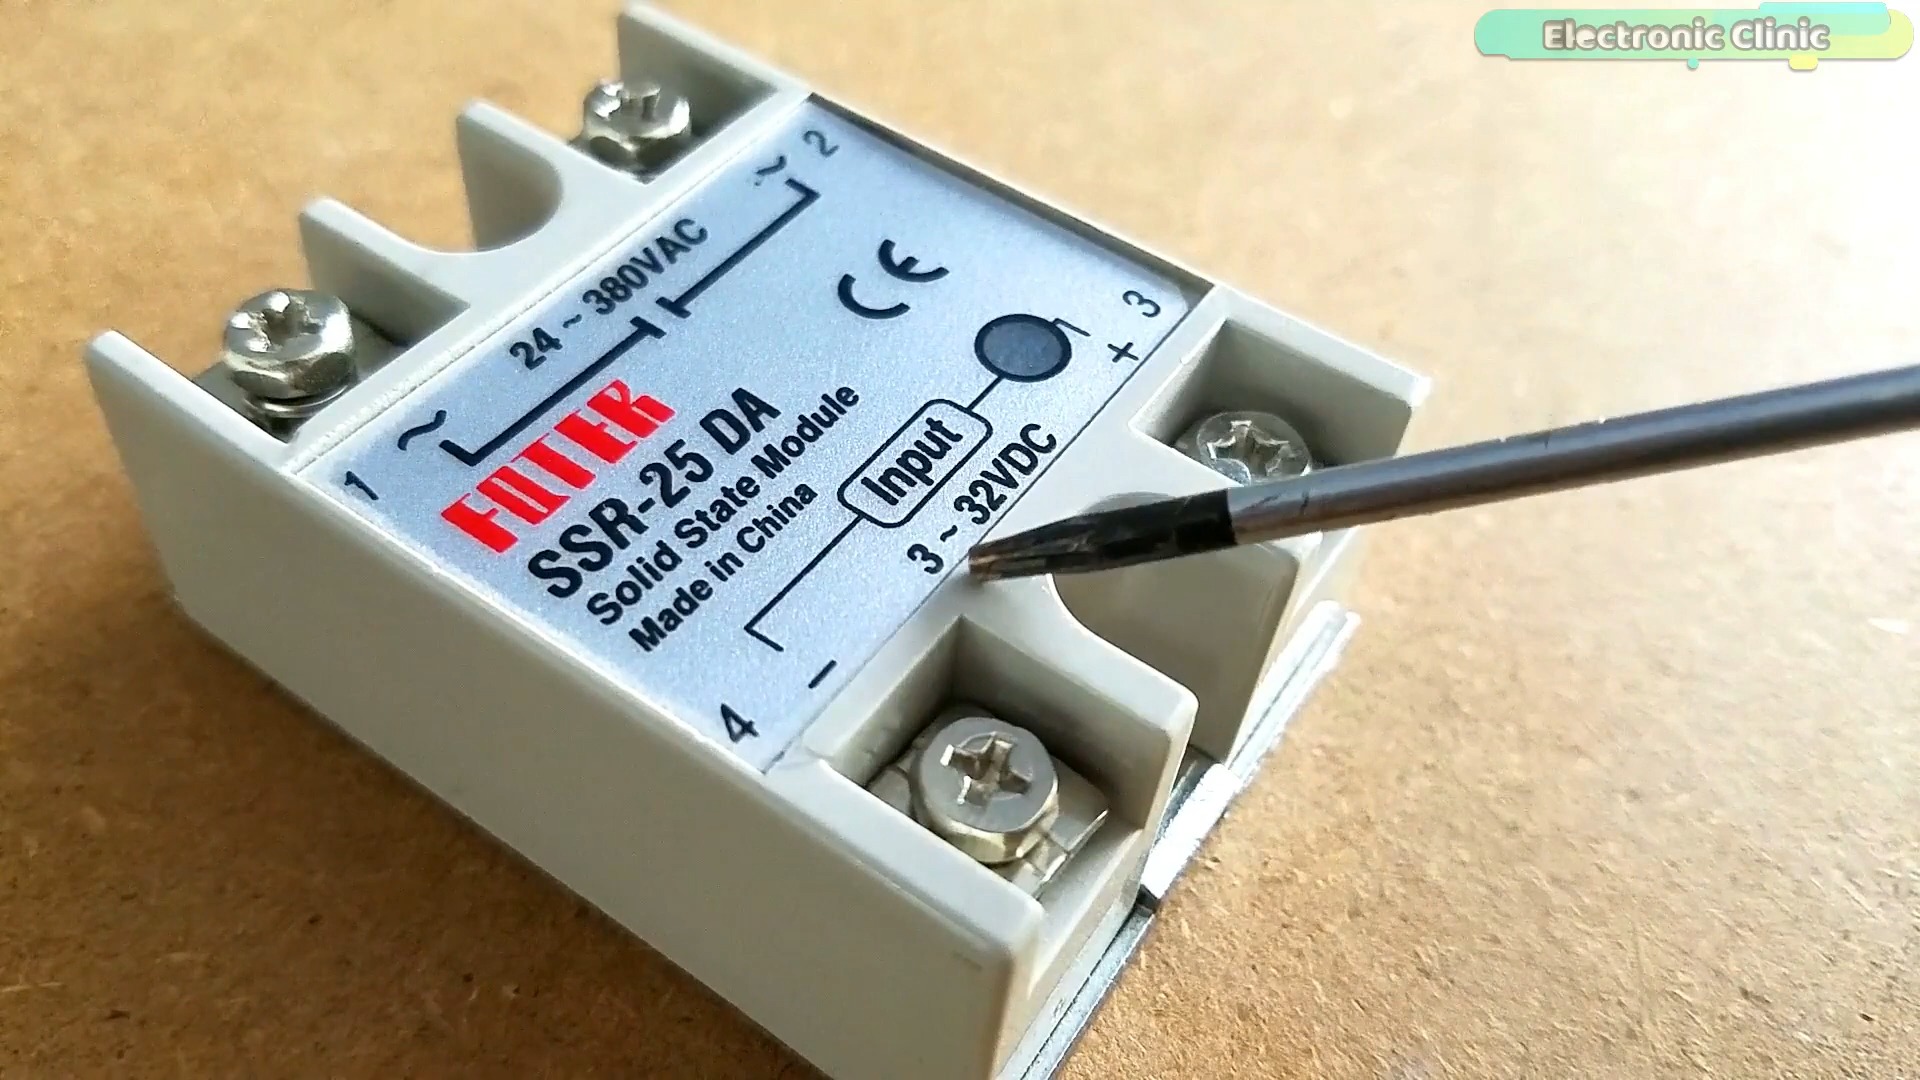 Electronic Clinic
~ 2
24 ~ 380VAC
1 ~
CE
FOTEK
SSR-25 DA
Solid State Module
Made in China
+ 3
Input
3 ~ 32VDC
4 −